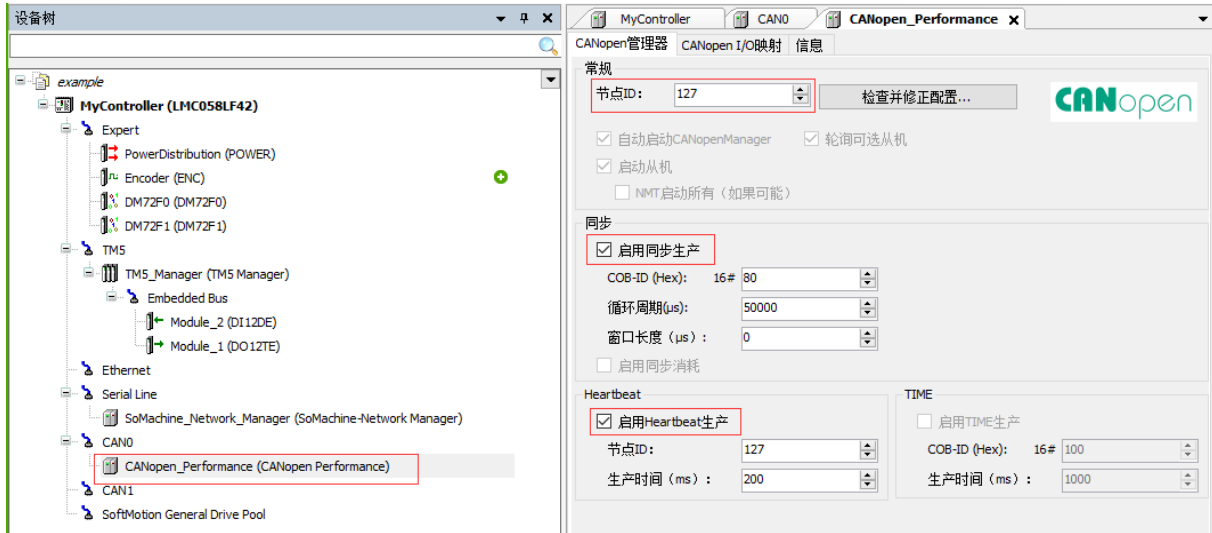 设备树
example
MyController (LMC058LF42)
Expert
PowerDistribution (POWER)
Encoder (ENC)
DM72F0 (DM72F0)
DM72F1 (DM72F1)
TM5
TM5_Manager (TM5 Manager)
Embedded Bus
Module_2 (DI12DE)
Module_1 (DO12TE)
Ethernet
Serial Line
SoMachine_Network_Manager (SoMachine-Network Manager)
CAN0
CANopen_Performance (CANopen Performance)
CAN1
SoftMotion General Drive Pool
MyController CAN0 CANopen_Performance
CANopen管理器 CANopen I/O映射 信息
常规
节点ID: 127 检查并修正配置... CANopen
自动启动CANopenManager 轮询可选从机
启动从机
NMT启动所有（如果可能）
同步
启用同步生产
COB-ID (Hex): 16# 80
循环周期(μs): 50000
窗口长度（μs）: 0
启用同步消耗
Heartbeat TIME
启用Heartbeat生产 启用TIME生产
节点ID: 127 COB-ID (Hex): 16# 100
生产时间（ms）: 200 生产时间（ms）: 1000